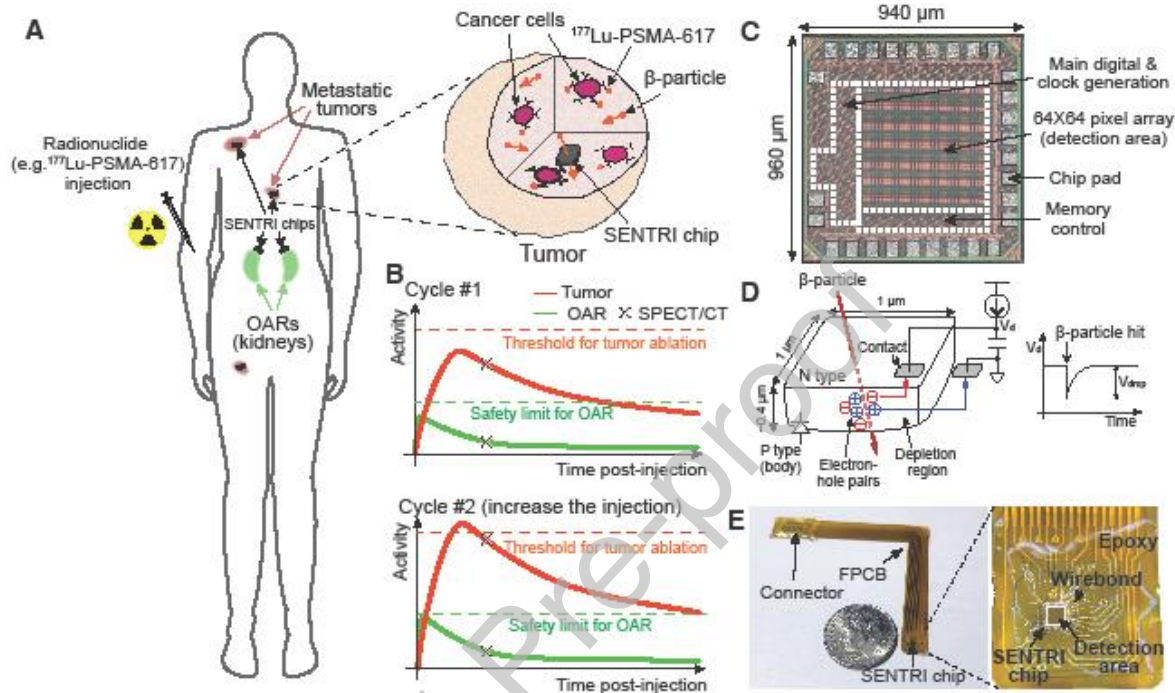 A
Cancer cells
177Lu-PSMA-617
β-particle
Metastatic
tumors
Radionuclide
(e.g.177Lu-PSMA-617)
injection
SENTRI chips
SENTRI chip
Tumor
OARs
(kidneys)
B
Cycle #1
Tumor
OAR
SPECT/CT
Activity
Threshold for tumor ablation
Safety limit for OAR
Time post-injection
Cycle #2 (increase the injection)
Activity
Threshold for tumor ablation
Safety limit for OAR
Time post-injection
C
940 µm
960 µm
Main digital &
clock generation
64X64 pixel array
(detection area)
Chip pad
Memory
control
D
β-particle
1 µm
1 µm
0.4 µm
Contact
N type
P type
(body)
Electron-
hole pairs
Depletion
region
Vd
β-particle hit
Vd
Vdrop
Time
E
Connector
FPCB
SENTRI chip
Epoxy
Wirebond
SENTRI
chip
Detection
area
Pre-proof